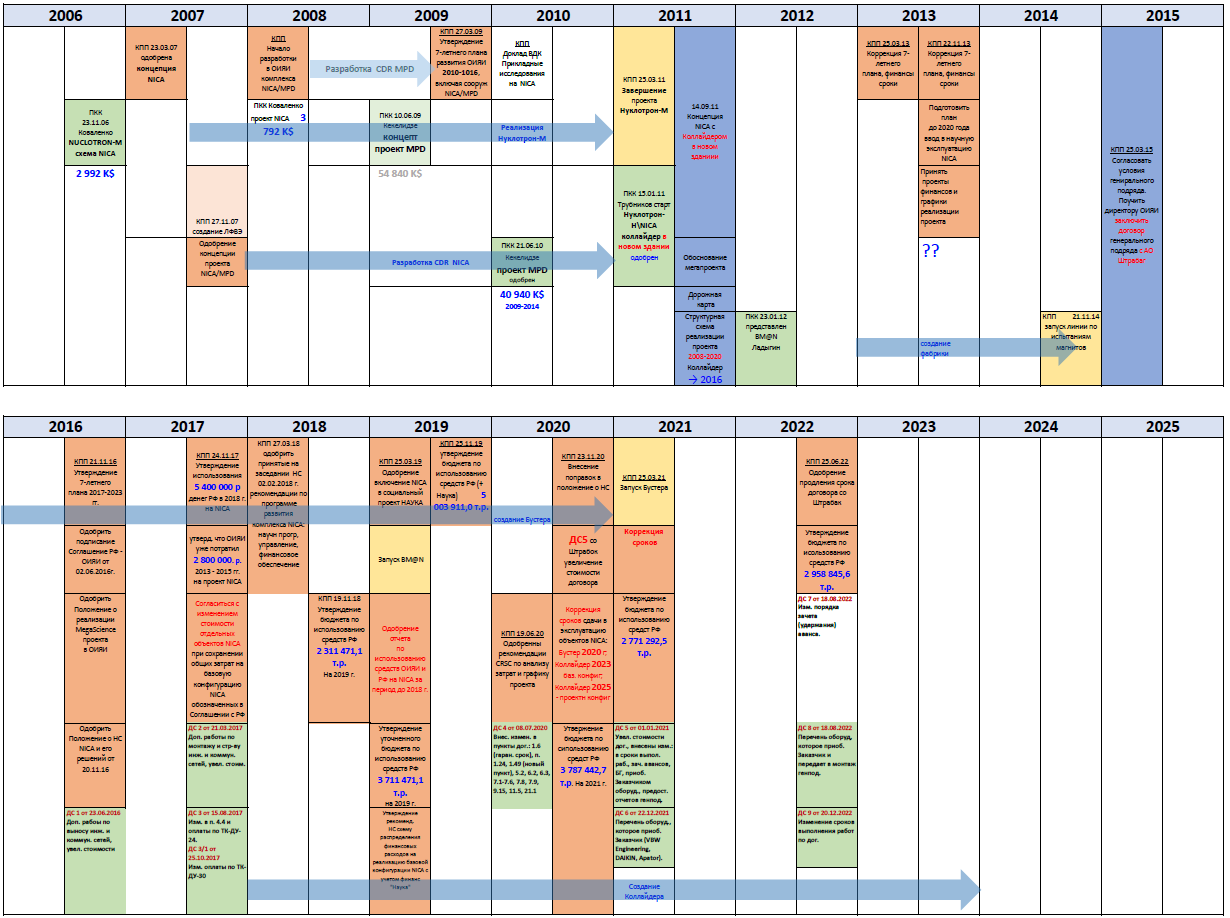 2006
2007
2008
2009
2010
2011
2012
2013
2014
2015
ПКК
23.11.06
Коваленко
NUCLOTRON-M
схема NICA
2 992 K$
КПП 23.03.07
одобрена
концепция
NICA
КПП 27.11.07
создание ЛФВЭ
Одобрение
концепции
проекта
NICA/MPD
КПП
Начало
разработки
в ОИЯИ
комплекса
NICA/MPD
ПКК Коваленко
проект NICA 3
792 K$
Разработка CDR MPD
КПП 27.03.09
Утверждение
7-летнего плана
развития ОИЯИ
2010-1016,
включая сооруж
NICA/MPD
ПКК 10.06.09
Кекелидзе
концепт
проект MPD
54 840 K$
КПП
Доклад ВДК
Прикладные
исследования
на NICA
Реализация
Нуклотрон-М
Разработка CDR NICA
ПКК 21.06.10
Кекелидзе
проект MPD
одобрен
40 940 K$
2009-2014
КПП 25.03.11
Завершение
проекта
Нуклотрон-М
ПКК 15.01.11
Трубников старт
Нуклотрон-
Н\NICA
коллайдер в
новом здании
одобрен
14.09.11
Концепция
NICA с
Коллайдером
в новом
зданиии
Обоснование
мегапроекта
Дорожная
карта
Структурная
схема
реализации
проекта
2003-2020
Коллайдер
→ 2016
ПКК 23.01.12
представлен
BM@N
Ладыгин
КПП 25.03.13
Коррекция 7-
летнего
плана, финансы
сроки
КПП 22.11.13
Коррекция 7-
летнего
плана, финансы
сроки
Подготовить
план
до 2020 года
ввод в научную
эксплуатацию
NICA
Принять
проекты
финансов и
графики
реализации
проекта
??
создание
фабрики
КПП 21.11.14
запуск линии по
испытаниям
магнитов
КПП 25.03.15
Согласовать
условия
генирального
подряда.
Поучить
директору ОИЯИ
заключить
договор
генерального
подряда с АО
Штрабаг
2016
2017
2018
2019
2020
2021
2022
2023
2024
2025
КПП 21.11.16
Утверждение
7-летнего
плана 2017-2023
гг.
Одобрить
подписание
Соглашение РФ -
ОИЯИ от
02.06.2016г.
Одобрить
Положение о
реализации
MegaScience
проекта
в ОИЯИ
Одобрить
Положение о НС
NICA и его
решений от
20.11.16
ДС 1 от 23.06.2016
Доп. рабоы по
выносу инж. и
коммун. сетей,
увел. стоимости
КПП 24.11.17
Утверждение
использования
5 400 000 р
денег РФ в 2018 г.
на NICA
утверд. что ОИЯИ
уже потратил
2 800 000. р.
2013 - 2015 гг.
на проект NICA
Согласиться с
изменением
стоимости
отдельных
объектов NICA
при сохранении
общих затрат на
базовую
конфигурацию
NICA
обозначенных в
Соглашении с РФ
ДС 2 от 21.03.2017
Доп. работы по
монтажу и стр-ву
инж. и коммун.
сетей, увел. стоим.
ДС 3 от 15.08.2017
Изм. в п. 4.4 и
оплаты по ТК-ДУ-
24.
ДС 3/1 от
25.10.2017
Изм. оплаты по ТК-
ДУ-30
КПП 27.03.18
одобрить
принятые на
заседании НС
02.02.2018 г.
рекомендации по
программе
развития
комплекса NICA:
научн прогр,
управление,
финансовое
обеспечение
КПП 19.11.18
Утверждение
бюджета по
использованию
средств РФ
2 311 471,1
т.р.
На 2019 г.
КПП 25.03.19
Одобрение
включение NICA
в социальный
проект НАУКА
Запуск BM@N
Одобрение
отчета
по
использованию
средств ОИЯИ и
РФ на NICA за
период до 2018 г.
Утверждение
уточненного
бюджета по
использованию
средств РФ
3 711 471,1
т.р.
на 2019 г.
Утверждение
рекоменд.
НС схему
распределения
финансовых
расходов на
реализацию базовой
конфигурации NICA с
учетом финанс
"Наука"
КПП 25.11.19
утверждение
бюджета по
использованию
средств РФ (+
Наука) 5
003 911,0 т.р.
создание Бустера
КПП 19.06.20
Одобренны
рекомендации
CRSC по анализу
затрат и графику
проекта
ДС 4 от 08.07.2020
Внес. измен. в
пункты дог.: 1.6
(гаран. срок), п.
1.24, 1.49 (новый
пункт), 5.2, 6.2, 6.3,
7.1-7.6, 7.8, 7.9,
9.15, 11.5, 21.1
КПП 23.11.20
Внесение
поправок в
положение о НС
ДС5 со
Штрабок
увеличение
стоимости
договора
Коррекция
сроков сдачи в
эксплуатацию
объектов NICA:
Бустер 2020 г;
Коллайдер 2023
баз. конфиг;
Коллайдер 2025
- проектн конфиг
Утвержение
бюджета по
сипользованию
средст РФ
3 787 442,7
т.р. На 2021 г.
КПП 25.03.21
Запуск Бустера
Коррекция
сроков
Утверждение
бюджета по
использованию
средст РФ
2 771 292,5
т.р.
ДС 5 от 01.01.2021
Увел. стоимости
дог., внесены изм.:
в сроки выпол.
раб., зач. авансов,
БГ, приоб.
Заказчиком
оборуд., предост.
отчетов генпод.
ДС 6 от 22.12.2021
Перечень оборуд.,
которое приоб.
Заказчик (VBW
Engineering,
DAIKIN, Apator).
Создание
Коллайдера
КПП 25.06.22
Одобрение
продления срока
договора со
Штрабак
Утверждение
бюджета по
исользованию
средств РФ
2 958 845,6
т.р.
ДС 7 от 18.08.2022
Изм. порядка
зачета
(удержания)
аванса.
ДС 8 от 18.08.2022
Перечень оборуд,
которое приоб.
Заказчик и
передает в монтаж
генпод.
ДС 9 от 20.12.2022
Изменение сроков
выполнения работ
по дог.